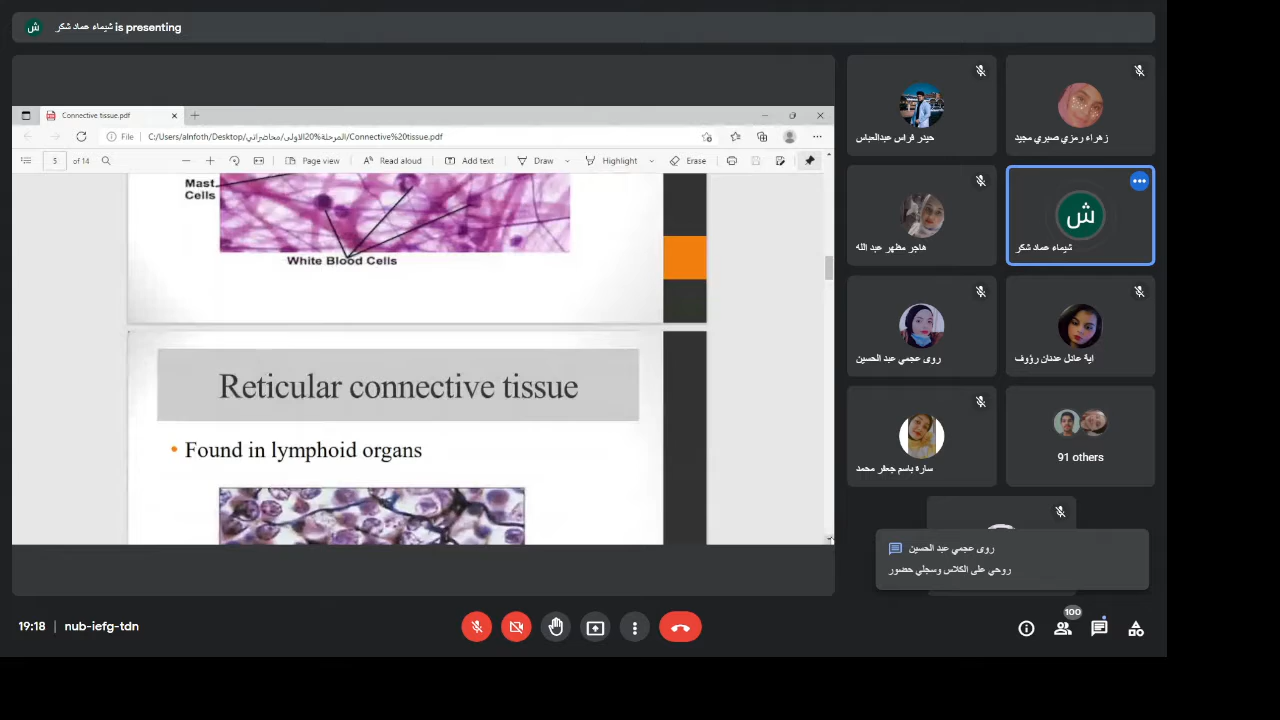 ش
شيماء عماد شكر is presenting
Connective tissue.pdf
File
C:/Users/alnfoth/Desktop/محاضراتي/المرحلة%20الاولى/Connective%20tissue.pdf
5 of 14
Page view
Read aloud
Add text
Draw
Highlight
Erase
Mast
Cells
White Blood Cells
Reticular connective tissue
• Found in lymphoid organs
حيدر فراس عبدالعباس
زهراء رمزي صبري مجيد
هاجر مظهر عبد الله
ش
شيماء عماد شكر
روى عجمي عبد الحسين
اية عادل عدنان رؤوف
سارة باسم جعفر محمد
91 others
روى عجمي عبد الحسين
روحي على الكلاس وسجلي حضور
19:18 | nub-iefg-tdn
100